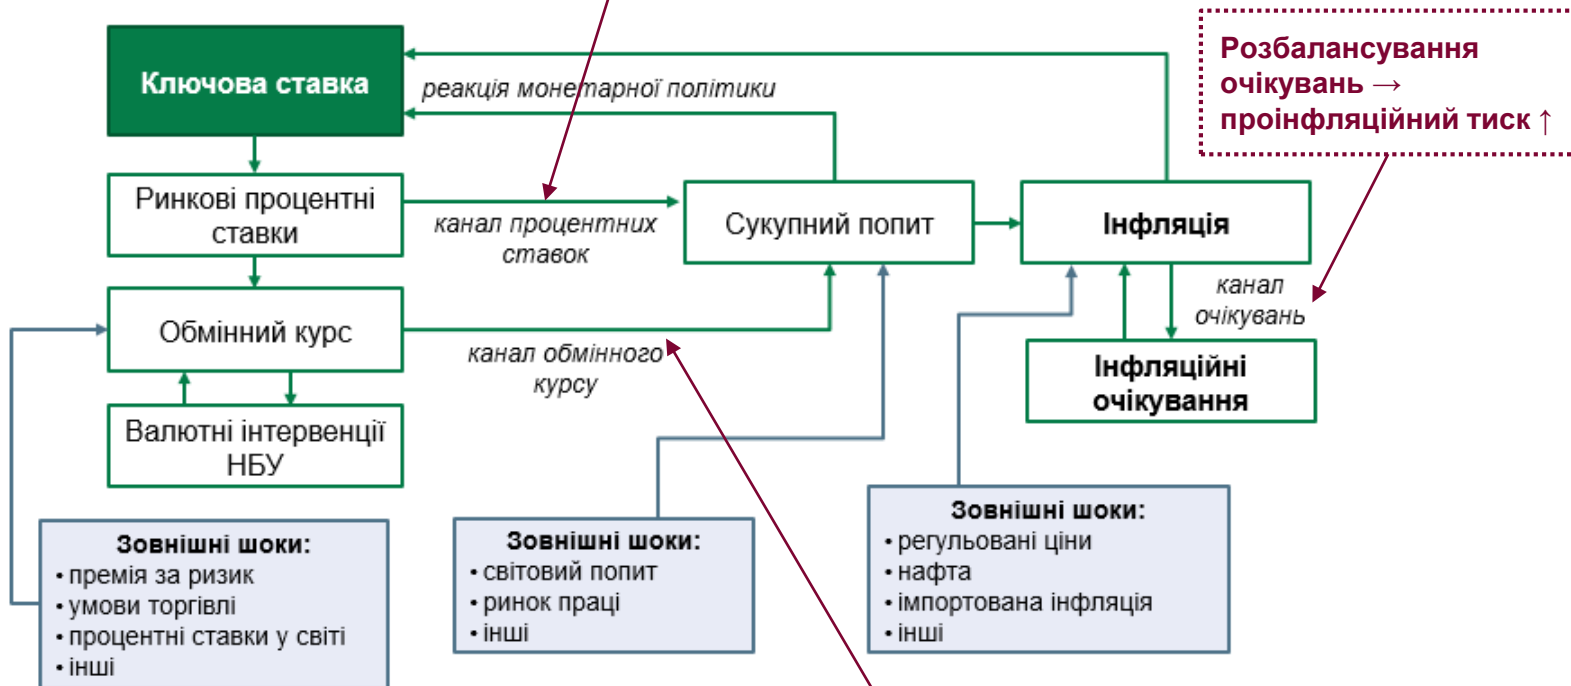 Ключова ставка
реакція монетарної політики
Розбалансування
очікувань →
проінфляційний тиск ↑
Ринкові процентні
ставки
канал процентних
ставок
Сукупний попит
Інфляція
канал
очікувань
Обмінний курс
канал обмінного
курсу
Інфляційні
очікування
Валютні інтервенції
НБУ
Зовнішні шоки:
• премія за ризик
• умови торгівлі
• процентні ставки у світі
• інші
Зовнішні шоки:
• світовий попит
• ринок праці
• інші
Зовнішні шоки:
• регульовані ціни
• нафта
• імпортована інфляція
• інші